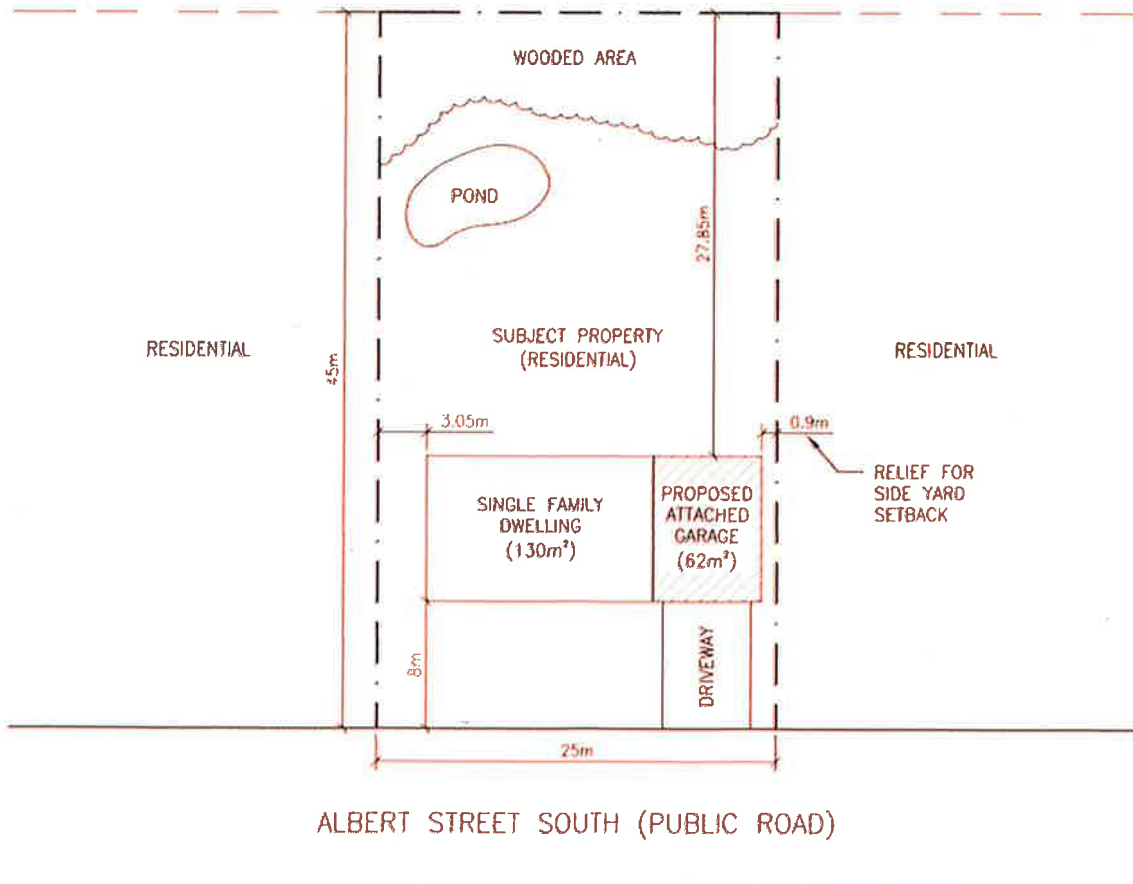 WOODED AREA
POND
27.85m
RESIDENTIAL
SUBJECT PROPERTY
(RESIDENTIAL)
RESIDENTIAL
45m
3.05m
0.9m
RELIEF FOR
SIDE YARD
SETBACK
SINGLE FAMILY
DWELLING
(130m²)
PROPOSED
ATTACHED
GARAGE
(62m²)
8m
DRIVEWAY
25m
ALBERT STREET SOUTH (PUBLIC ROAD)